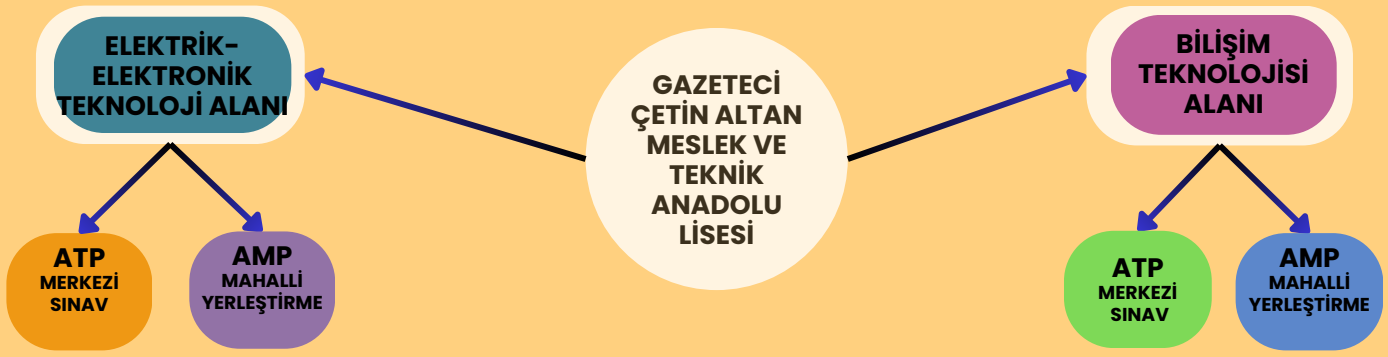 ELEKTRİK-
ELEKTRONİK
TEKNOLOJİ ALANI
GAZETECİ
ÇETİN ALTAN
MESLEK VE
TEKNİK
ANADOLU
LİSESİ
BİLİŞİM
TEKNOLOJİSİ
ALANI
ATP
MERKEZİ
SINAV
AMP
MAHALLİ
YERLEŞTİRME
ATP
MERKEZİ
SINAV
AMP
MAHALLİ
YERLEŞTİRME